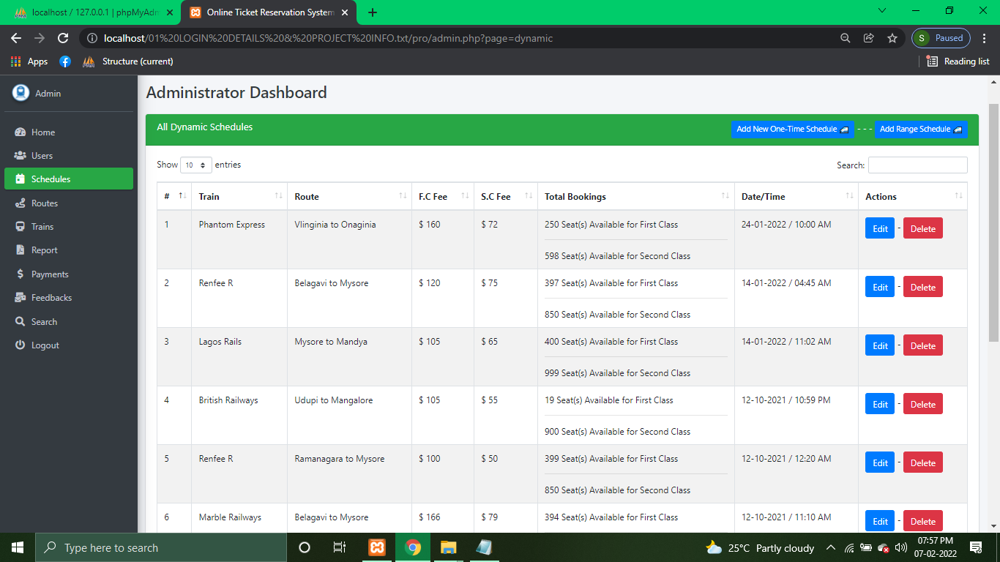 localhost / 127.0.0.1 | phpMyAdm
Online Ticket Reservation System
localhost/01%20LOGIN%20DETAILS%20&%20PROJECT%20INFO.txt/pro/admin.php?page=dynamic
S Paused
Apps
Structure (current)
Reading list
Admin
Home
Users
Schedules
Routes
Trains
Report
Payments
Feedbacks
Search
Logout
Administrator Dashboard
All Dynamic Schedules
Add New One-Time Schedule - - - Add Range Schedule
Show 10 entries
Search:
# Train Route F.C Fee S.C Fee Total Bookings Date/Time Actions
1 Phantom Express Vlinginia to Onaginia $ 160 $ 72 250 Seat(s) Available for First Class 24-01-2022 / 10:00 AM Edit - Delete
598 Seat(s) Available for Second Class
2 Renfee R Belagavi to Mysore $ 120 $ 75 397 Seat(s) Available for First Class 14-01-2022 / 04:45 AM Edit - Delete
850 Seat(s) Available for Second Class
3 Lagos Rails Mysore to Mandya $ 105 $ 65 400 Seat(s) Available for First Class 14-01-2022 / 11:02 AM Edit - Delete
999 Seat(s) Available for Second Class
4 British Railways Udupi to Mangalore $ 105 $ 55 19 Seat(s) Available for First Class 12-10-2021 / 10:59 PM Edit - Delete
900 Seat(s) Available for Second Class
5 Renfee R Ramanagara to Mysore $ 100 $ 50 399 Seat(s) Available for First Class 12-10-2021 / 12:20 AM Edit - Delete
850 Seat(s) Available for Second Class
6 Marble Railways Belagavi to Mysore $ 166 $ 79 394 Seat(s) Available for First Class 12-10-2021 / 11:10 AM Edit - Delete
Type here to search
25°C Partly cloudy
07:57 PM
07-02-2022